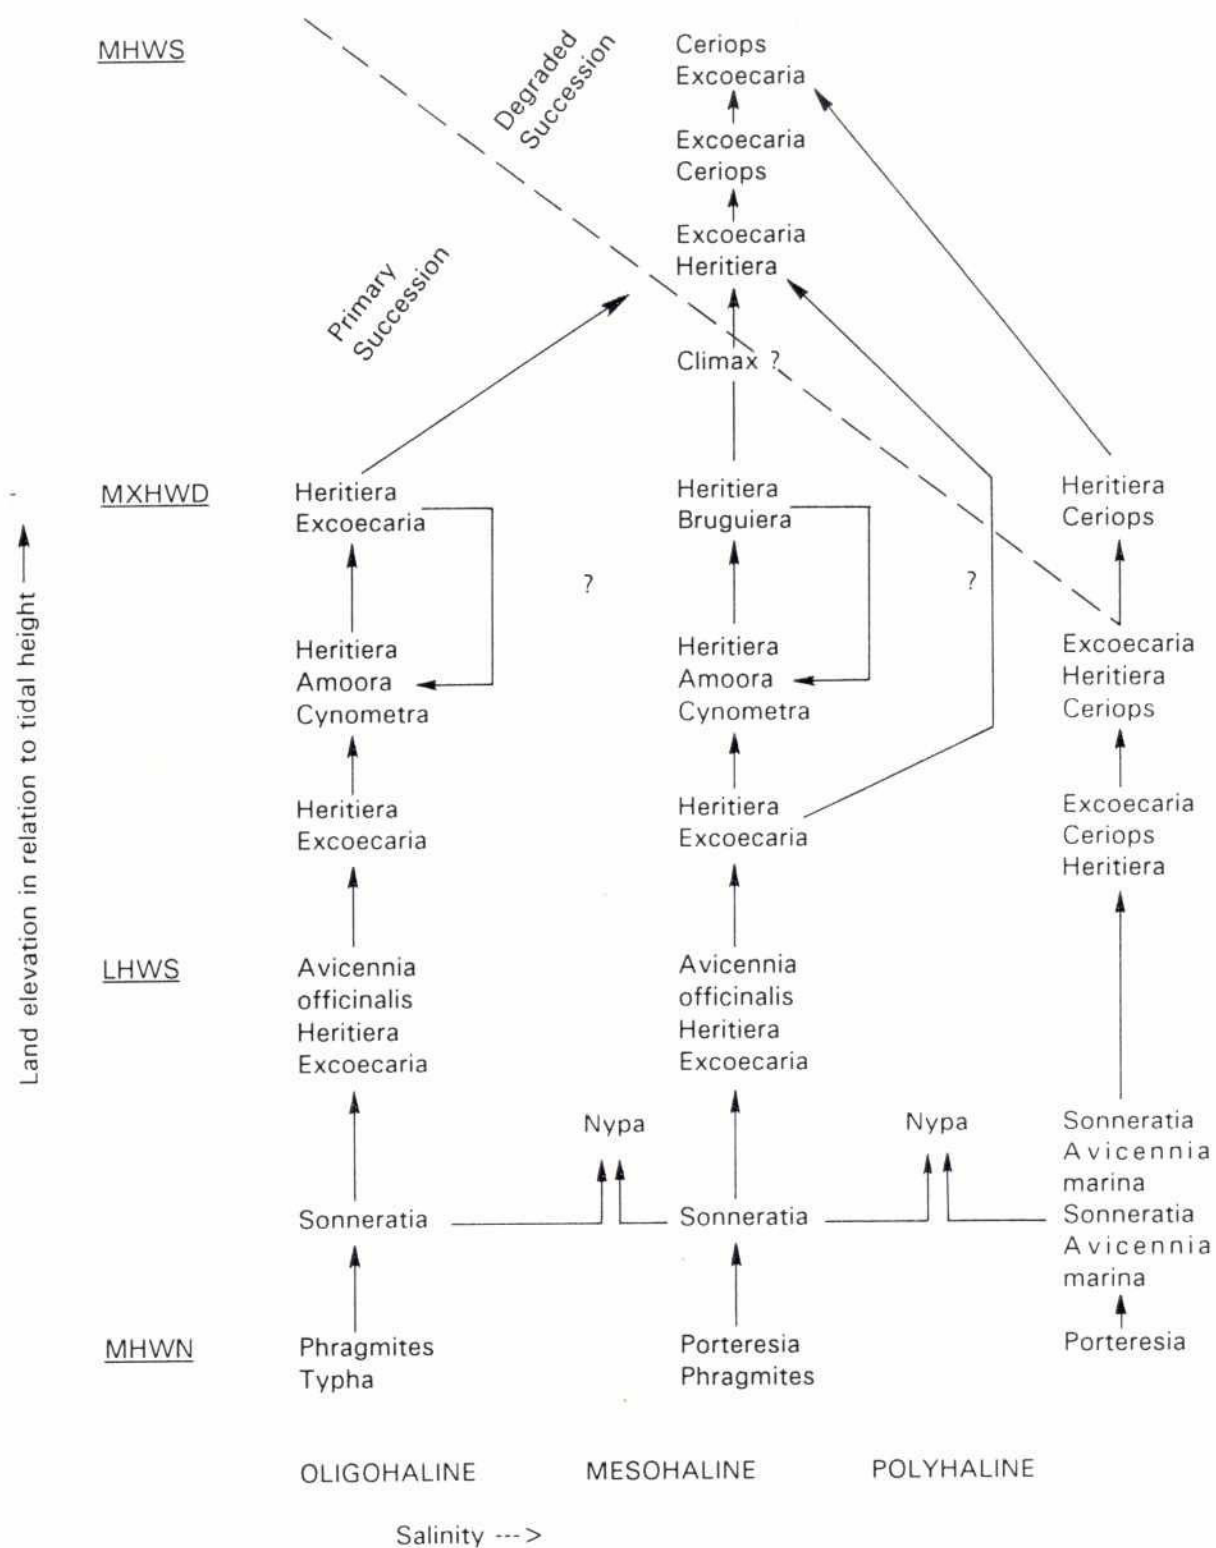 MHWS
Degraded
Succession
Ceriops
Excoecaria
Excoecaria
Ceriops
Excoecaria
Heritiera
Primary
Succession
Climax ?
MXHWD
Heritiera
Excoecaria
Heritiera
Bruguiera
Heritiera
Ceriops
?
?
Land elevation in relation to tidal height
Heritiera
Amoora
Cynometra
Heritiera
Amoora
Cynometra
Excoecaria
Heritiera
Ceriops
Heritiera
Excoecaria
Heritiera
Excoecaria
Excoecaria
Ceriops
Heritiera
LHWS
Avicennia
officinalis
Heritiera
Excoecaria
Avicennia
officinalis
Heritiera
Excoecaria
Nypa
Nypa
Sonneratia
Avicennia
marina
Sonneratia
Avicennia
marina
Sonneratia
Sonneratia
MHWN
Phragmites
Typha
Porteresia
Phragmites
Porteresia
OLIGOHALINE
MESOHALINE
POLYHALINE
Salinity --->